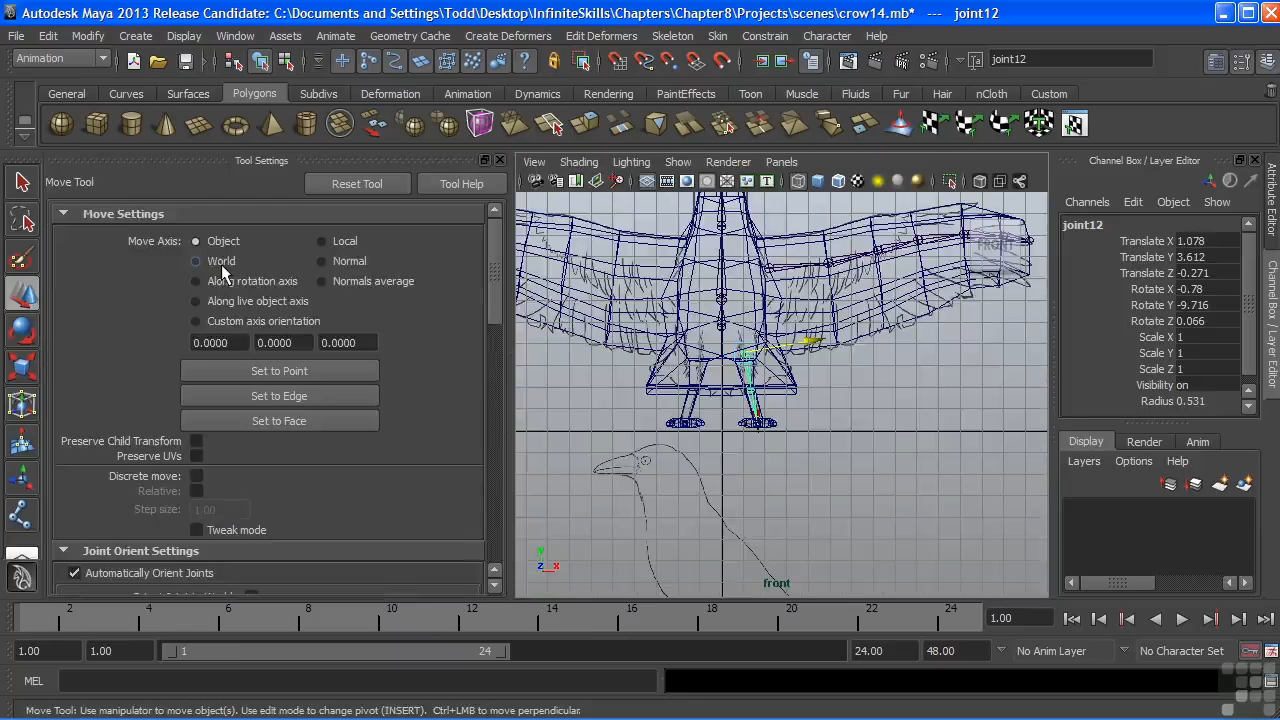 Autodesk Maya 2013 Release Candidate: C:\Documents and Settings\Todd\Desktop\InfiniteSkills\Chapters\Chapter8\Projects\scenes\crow14.mb* --- joint12
File Edit Modify Create Display Window Assets Animate Geometry Cache Create Deformers Edit Deformers Skeleton Skin Constrain Character Help
Animation joint12
General Curves Surfaces Polygons Subdivs Deformation Animation Dynamics Rendering PaintEffects Toon Muscle Fluids Fur Hair nCloth Custom
Tool Settings
Move Tool Reset Tool Tool Help
Move Settings
Move Axis: Object Local
World Normal
Along rotation axis Normals average
Along live object axis
Custom axis orientation
0.0000 0.0000 0.0000
Set to Point
Set to Edge
Set to Face
Preserve Child Transform
Preserve UVs
Discrete move:
Relative:
Step size: 1.00
Tweak mode
Joint Orient Settings
Automatically Orient Joints
View Shading Lighting Show Renderer Panels
FRONT
y
z x
front
Channel Box / Layer Editor
Channels Edit Object Show
joint12
Translate X 1.078
Translate Y 3.612
Translate Z -0.271
Rotate X -0.78
Rotate Y -9.716
Rotate Z 0.066
Scale X 1
Scale Y 1
Scale Z 1
Visibility on
Radius 0.531
Display Render Anim
Layers Options Help
Attribute Editor
Channel Box / Layer Editor
2 4 6 8 10 12 14 16 18 20 22 24
1.00
1.00 1.00 1 24 24.00 48.00 No Anim Layer No Character Set
MEL
Move Tool: Use manipulator to move object(s). Use edit mode to change pivot (INSERT). Ctrl+LMB to move perpendicular.